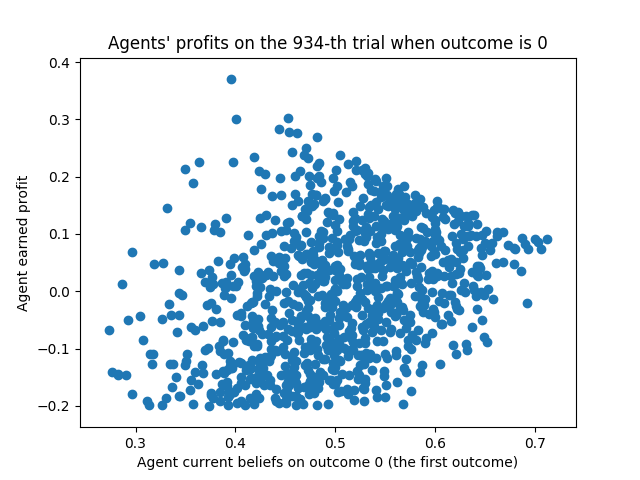 Agents' profits on the 934-th trial when outcome is 0
0.4
0.3
0.2
0.1
0.0
−0.1
−0.2
Agent earned profit
0.3 0.4 0.5 0.6 0.7
Agent current beliefs on outcome 0 (the first outcome)